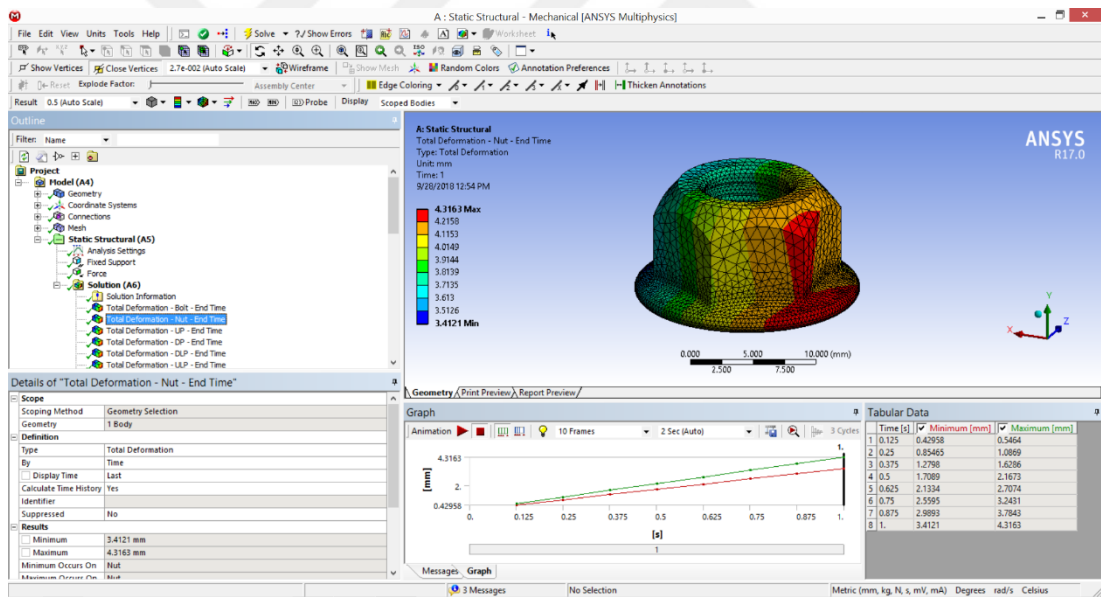 A : Static Structural - Mechanical [ANSYS Multiphysics]
File Edit View Units Tools Help Solve ?/ Show Errors Worksheet
Show Vertices Close Vertices 2.7e-002 (Auto Scale) Wireframe Show Mesh Random Colors Annotation Preferences
Reset Explode Factor: Assembly Center Edge Coloring Thicken Annotations
Result 0.5 (Auto Scale) Probe Display Scoped Bodies
Outline
Filter: Name
Project
Model (A4)
Geometry
Coordinate Systems
Connections
Mesh
Static Structural (A5)
Analysis Settings
Fixed Support
Force
Solution (A6)
Solution Information
Total Deformation - Bolt - End Time
Total Deformation - Nut - End Time
Total Deformation - UP - End Time
Total Deformation - DP - End Time
Total Deformation - DLP - End Time
Total Deformation - ULP - End Time
A: Static Structural
Total Deformation - Nut - End Time
Type: Total Deformation
Unit: mm
Time: 1
9/28/2018 12:54 PM
4.3163 Max
4.2158
4.1153
4.0149
3.9144
3.8139
3.7135
3.613
3.5126
3.4121 Min
ANSYS
R17.0
Y
X
Z
0.000 5.000 10.000 (mm)
2.500 7.500
Geometry Print Preview Report Preview
Details of "Total Deformation - Nut - End Time"
Scope
Scoping Method Geometry Selection
Geometry 1 Body
Definition
Type Total Deformation
By Time
Display Time Last
Calculate Time History Yes
Identifier
Suppressed No
Results
Minimum 3.4121 mm
Maximum 4.3163 mm
Minimum Occurs On Nut
Maximum Occurs On Nut
Graph
Animation 10 Frames 2 Sec (Auto) 3 Cycles
1.
4.3163
2.
0.42958
[mm]
0. 0.125 0.25 0.375 0.5 0.625 0.75 0.875 1.
[s]
1
Messages Graph
Tabular Data
Time [s] Minimum [mm] Maximum [mm]
1 0.125 0.42958 0.5464
2 0.25 0.85465 1.0869
3 0.375 1.2798 1.6286
4 0.5 1.7089 2.1673
5 0.625 2.1334 2.7074
6 0.75 2.5595 3.2431
7 0.875 2.9893 3.7843
8 1. 3.4121 4.3163
3 Messages No Selection Metric (mm, kg, N, s, mV, mA) Degrees rad/s Celsius